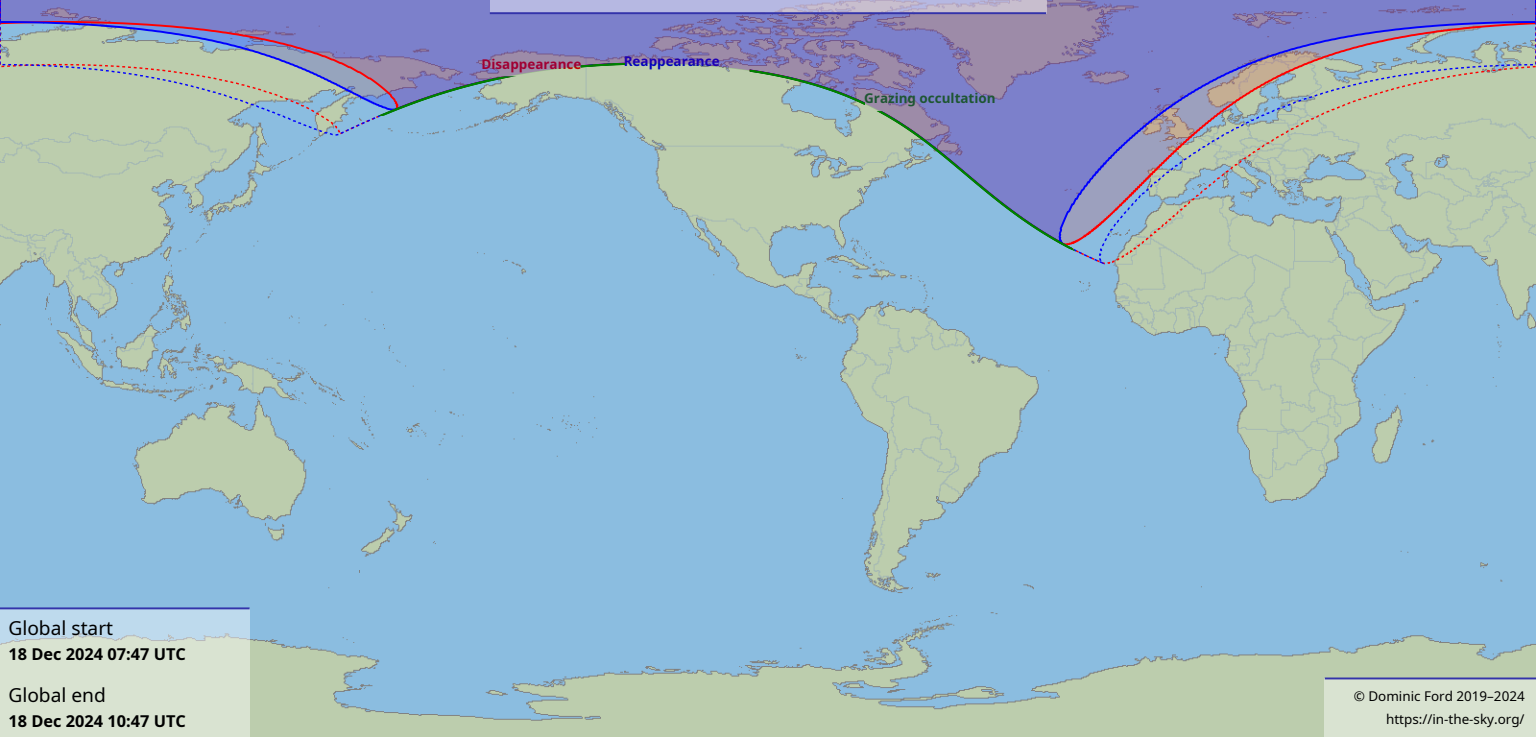 Disappearance
Reappearance
Grazing occultation
Global start
18 Dec 2024 07:47 UTC
Global end
18 Dec 2024 10:47 UTC
© Dominic Ford 2019–2024
https://in-the-sky.org/